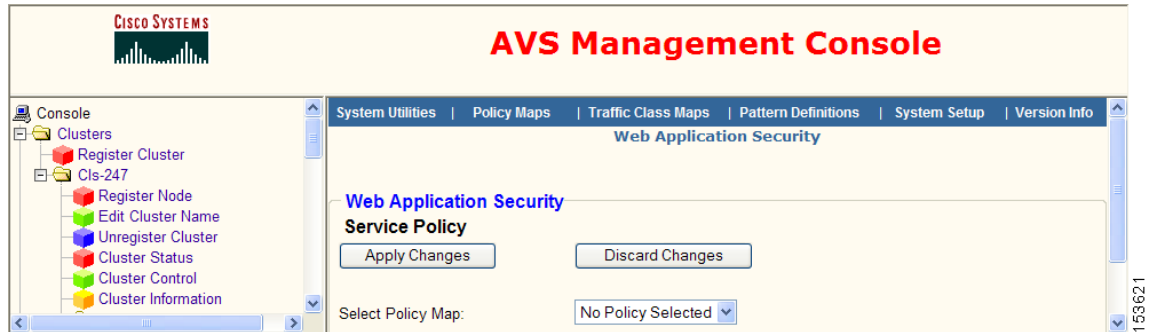 CISCO SYSTEMS
AVS Management Console
Console
Clusters
Register Cluster
Cls-247
Register Node
Edit Cluster Name
Unregister Cluster
Cluster Status
Cluster Control
Cluster Information
System Utilities | Policy Maps | Traffic Class Maps | Pattern Definitions | System Setup | Version Info
Web Application Security
Web Application Security
Service Policy
Apply Changes Discard Changes
Select Policy Map: No Policy Selected
153621